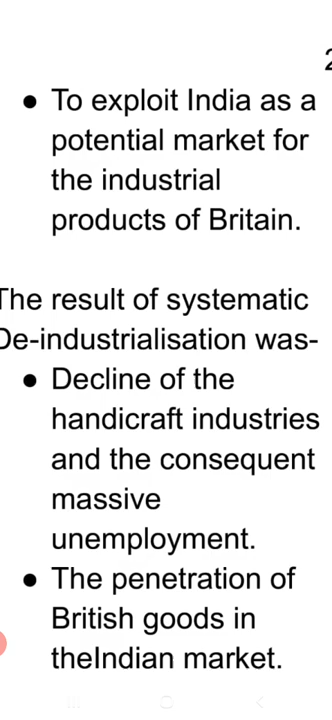 2
● To exploit India as a
potential market for
the industrial
products of Britain.
The result of systematic
De-industrialisation was-
● Decline of the
handicraft industries
and the consequent
massive
unemployment.
● The penetration of
British goods in
theIndian market.